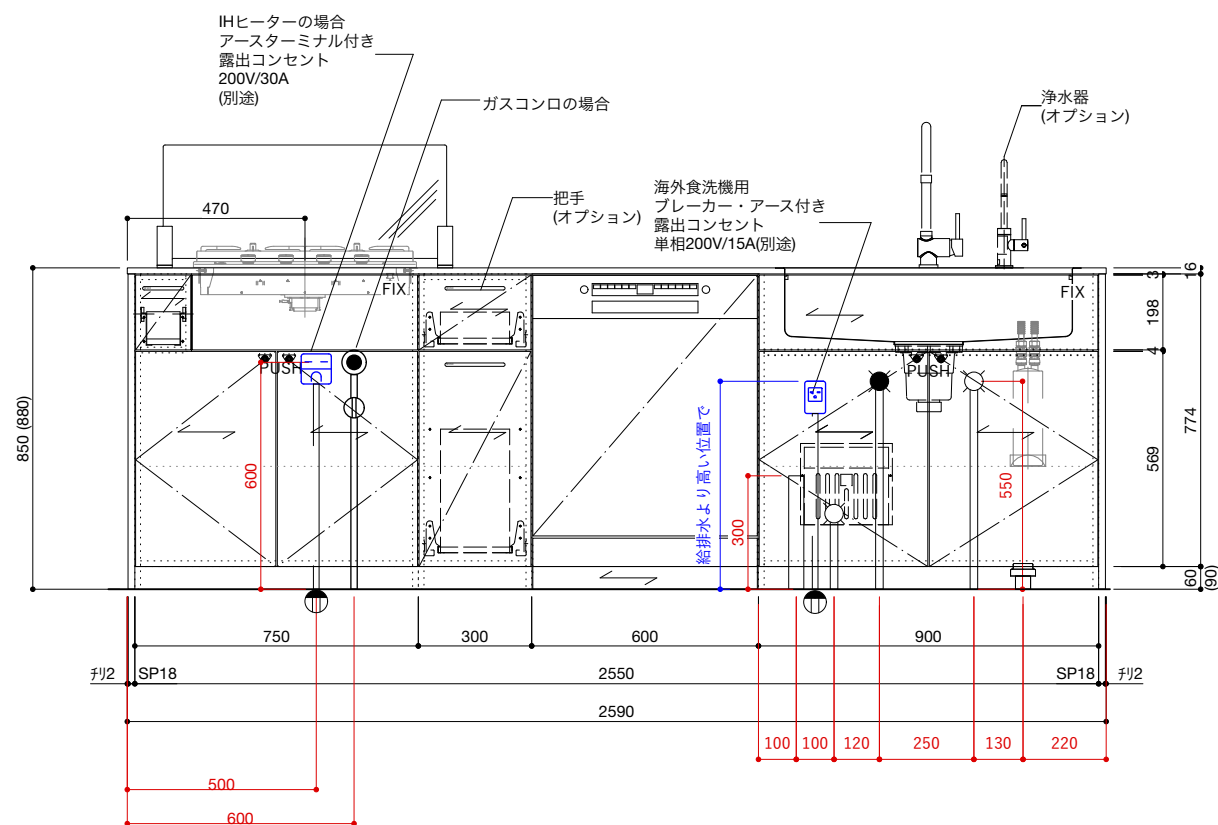 IHヒーターの場合
アースターミナル付き
露出コンセント
200V/30A
(別途)
ガスコンロの場合
浄水器
(オプション)
把手
(オプション)
海外食洗機用
ブレーカー・アース付き
露出コンセント
単相200V/15A(別途)
470
FIX
FIX
16
3
198
4
PUSH
PUSH
850 (880)
774
569
600
給排水より高い位置で
300
550
60
(90)
750
300
600
900
チリ2
SP18
2550
SP18
チリ2
2590
100
100
120
250
130
220
500
600